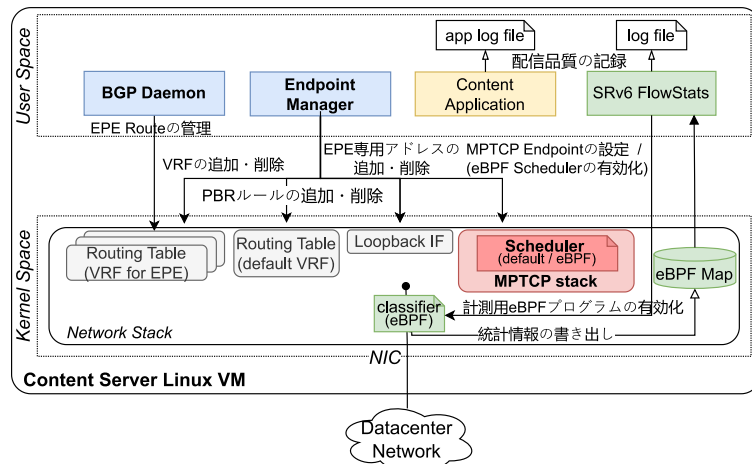 User Space
app log file
log file
配信品質の記録
BGP Daemon
Endpoint
Manager
Content
Application
SRv6 FlowStats
EPE Routeの管理
VRFの追加・削除
EPE専用アドレスの
追加・削除
MPTCP Endpointの設定 /
(eBPF Schedulerの有効化)
PBRルールの追加・削除
Kernel Space
Routing Table
(VRF for EPE)
Routing Table
(default VRF)
Loopback IF
Scheduler
(default / eBPF)
MPTCP stack
eBPF Map
classifier
(eBPF)
計測用eBPFプログラムの有効化
統計情報の書き出し
Network Stack
NIC
Content Server Linux VM
Datacenter
Network